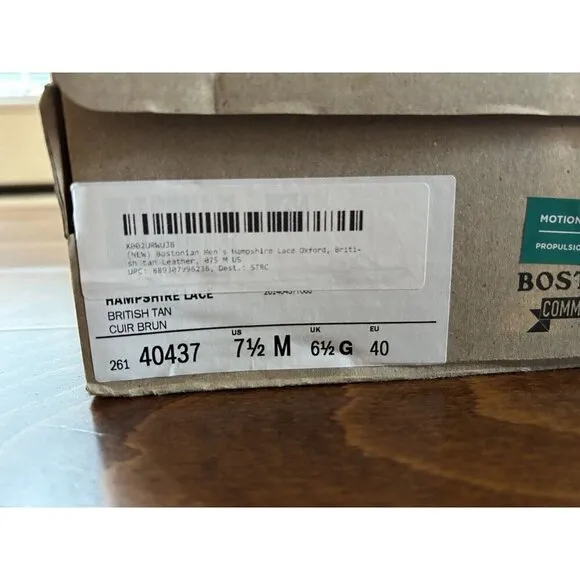 K002URWUJ8
(NEW) Bostonian Men's Hampshire Lace Oxford, Briti-
sh tan Leather, 075 M US
UPC: 889307996236, Dest.: STRC
HAMPSHIRE LACE
BRITISH TAN
CUIR BRUN
US UK EU
261 40437 7½ M 6½ G 40
MOTION
PROPULSIO
BOST
COMM